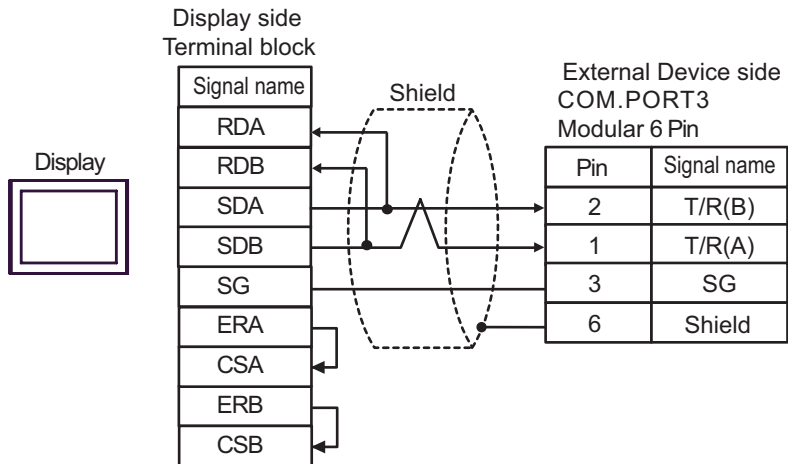 Display side
Terminal block
Signal name
RDA
RDB
SDA
SDB
SG
ERA
CSA
ERB
CSB
Display
Shield
External Device side
COM.PORT3
Modular 6 Pin
Pin Signal name
2 T/R(B)
1 T/R(A)
3 SG
6 Shield